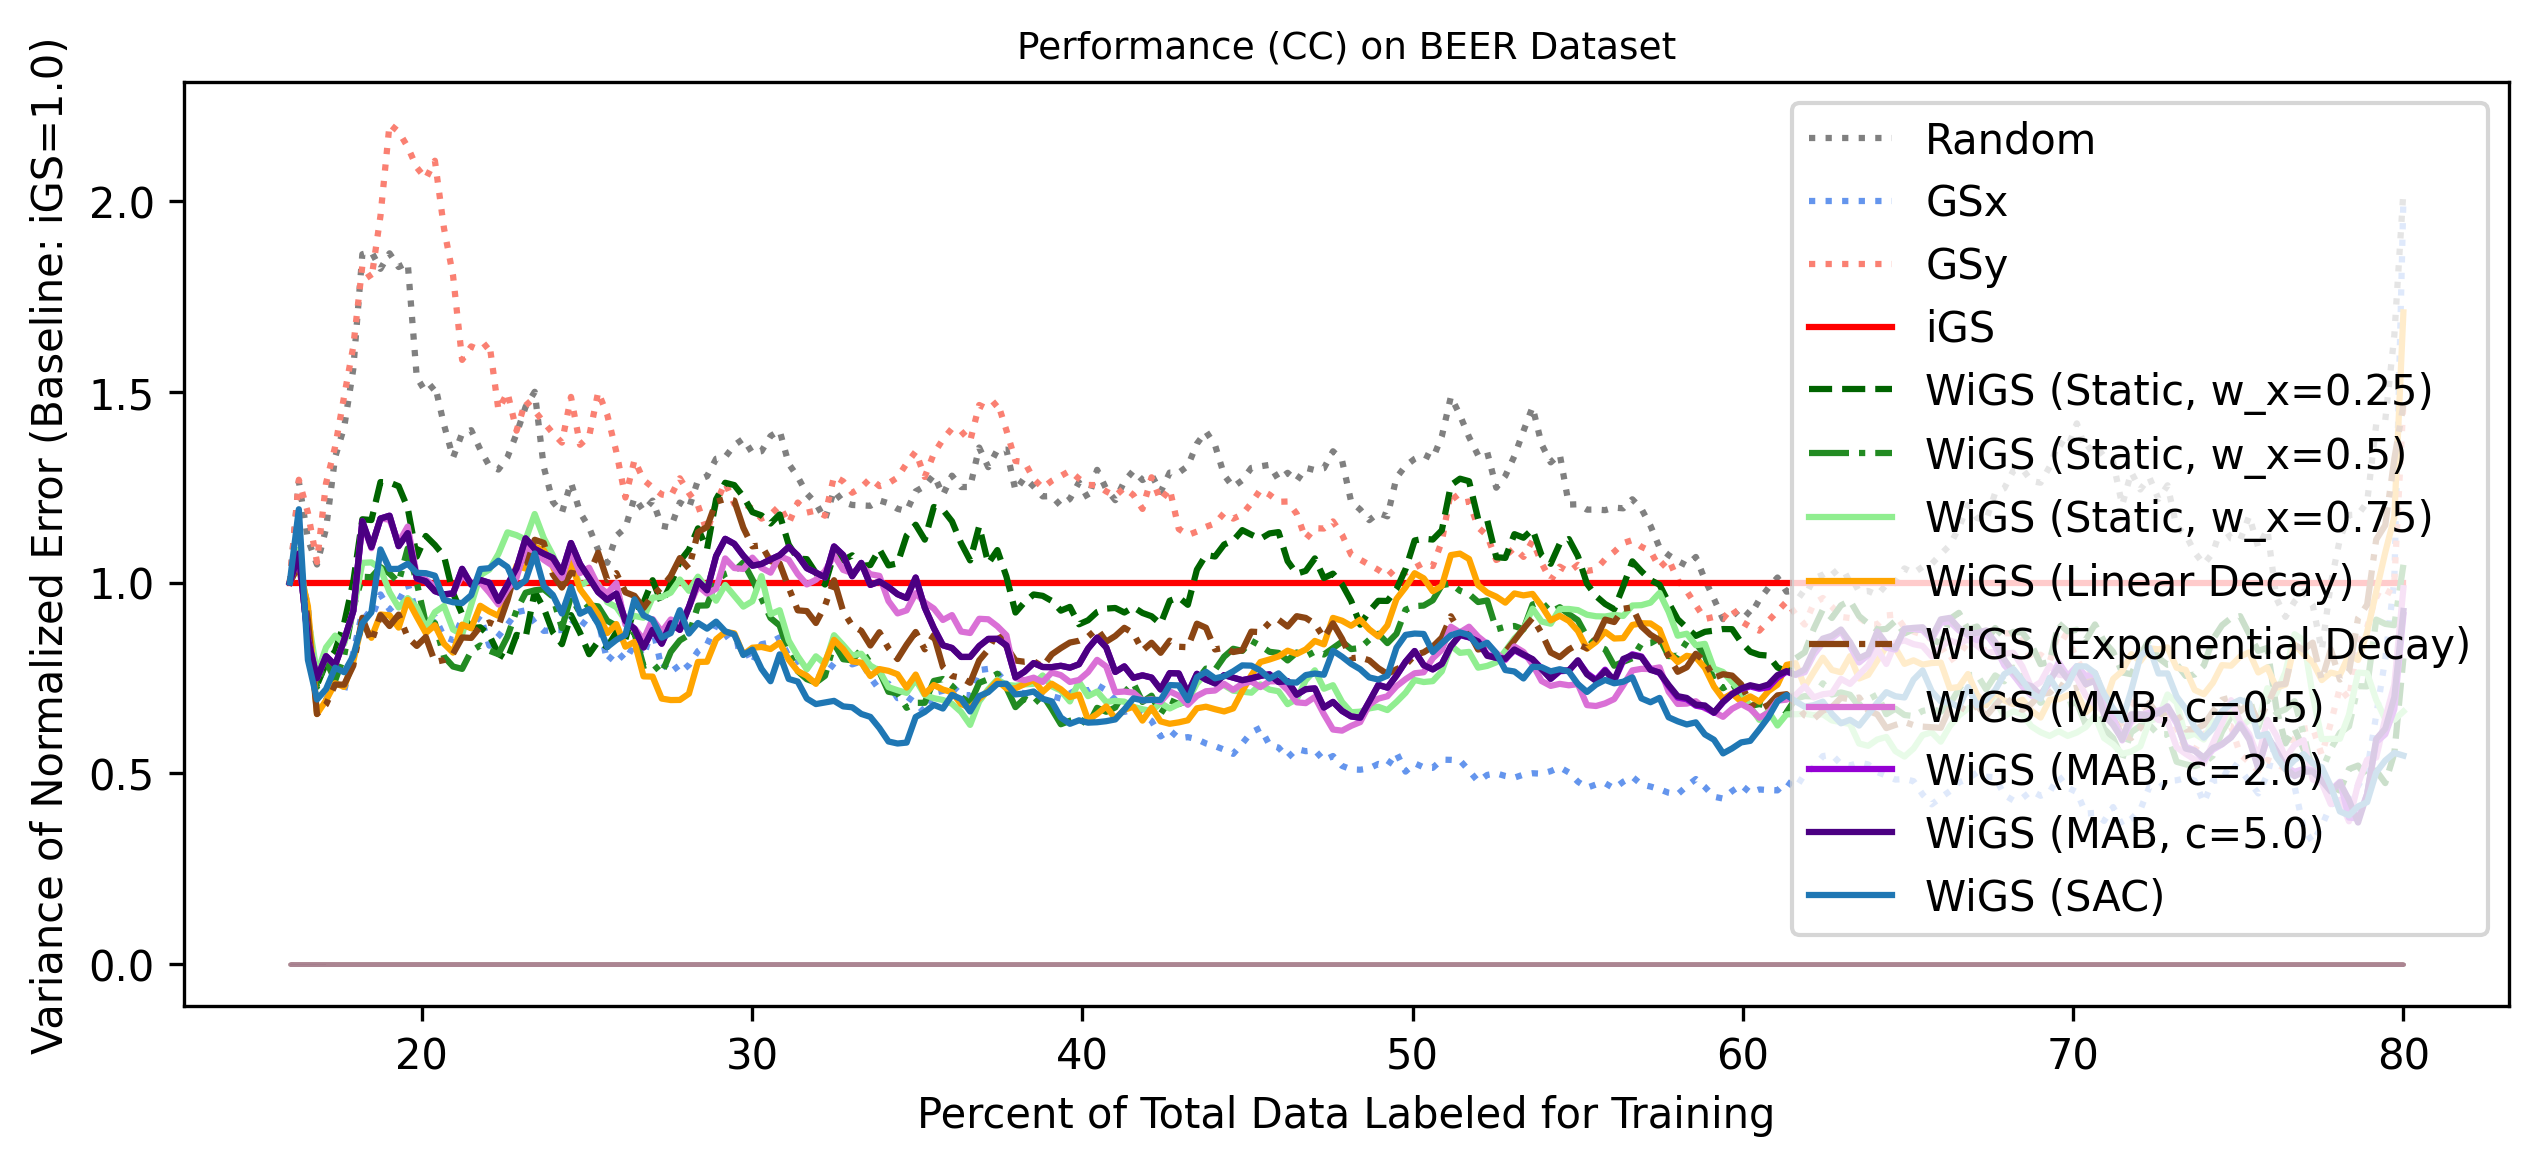 Performance (CC) on BEER Dataset
Variance of Normalized Error (Baseline: iGS=1.0)
2.0
1.5
1.0
0.5
0.0
Random
GSx
GSy
iGS
WiGS (Static, w_x=0.25)
WiGS (Static, w_x=0.5)
WiGS (Static, w_x=0.75)
WiGS (Linear Decay)
WiGS (Exponential Decay)
WiGS (MAB, c=0.5)
WiGS (MAB, c=2.0)
WiGS (MAB, c=5.0)
WiGS (SAC)
20 30 40 50 60 70 80
Percent of Total Data Labeled for Training